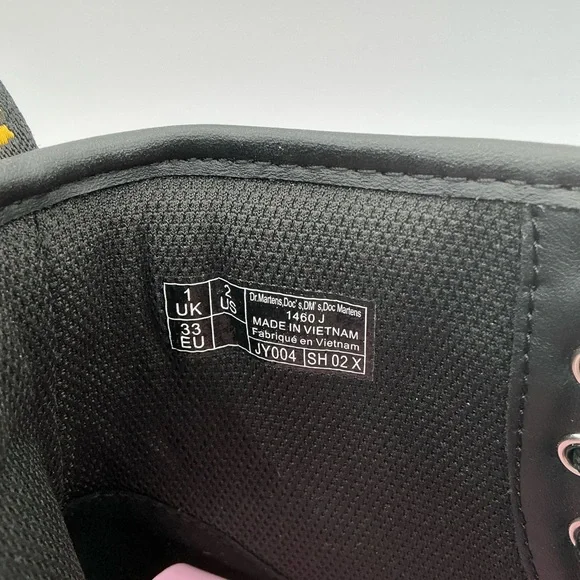 1 UK
2 US
33 EU
Dr.Martens,Doc's,DM's,Doc Martens
1460 J
MADE IN VIETNAM
Fabriqué en Vietnam
JY004 SH 02 X